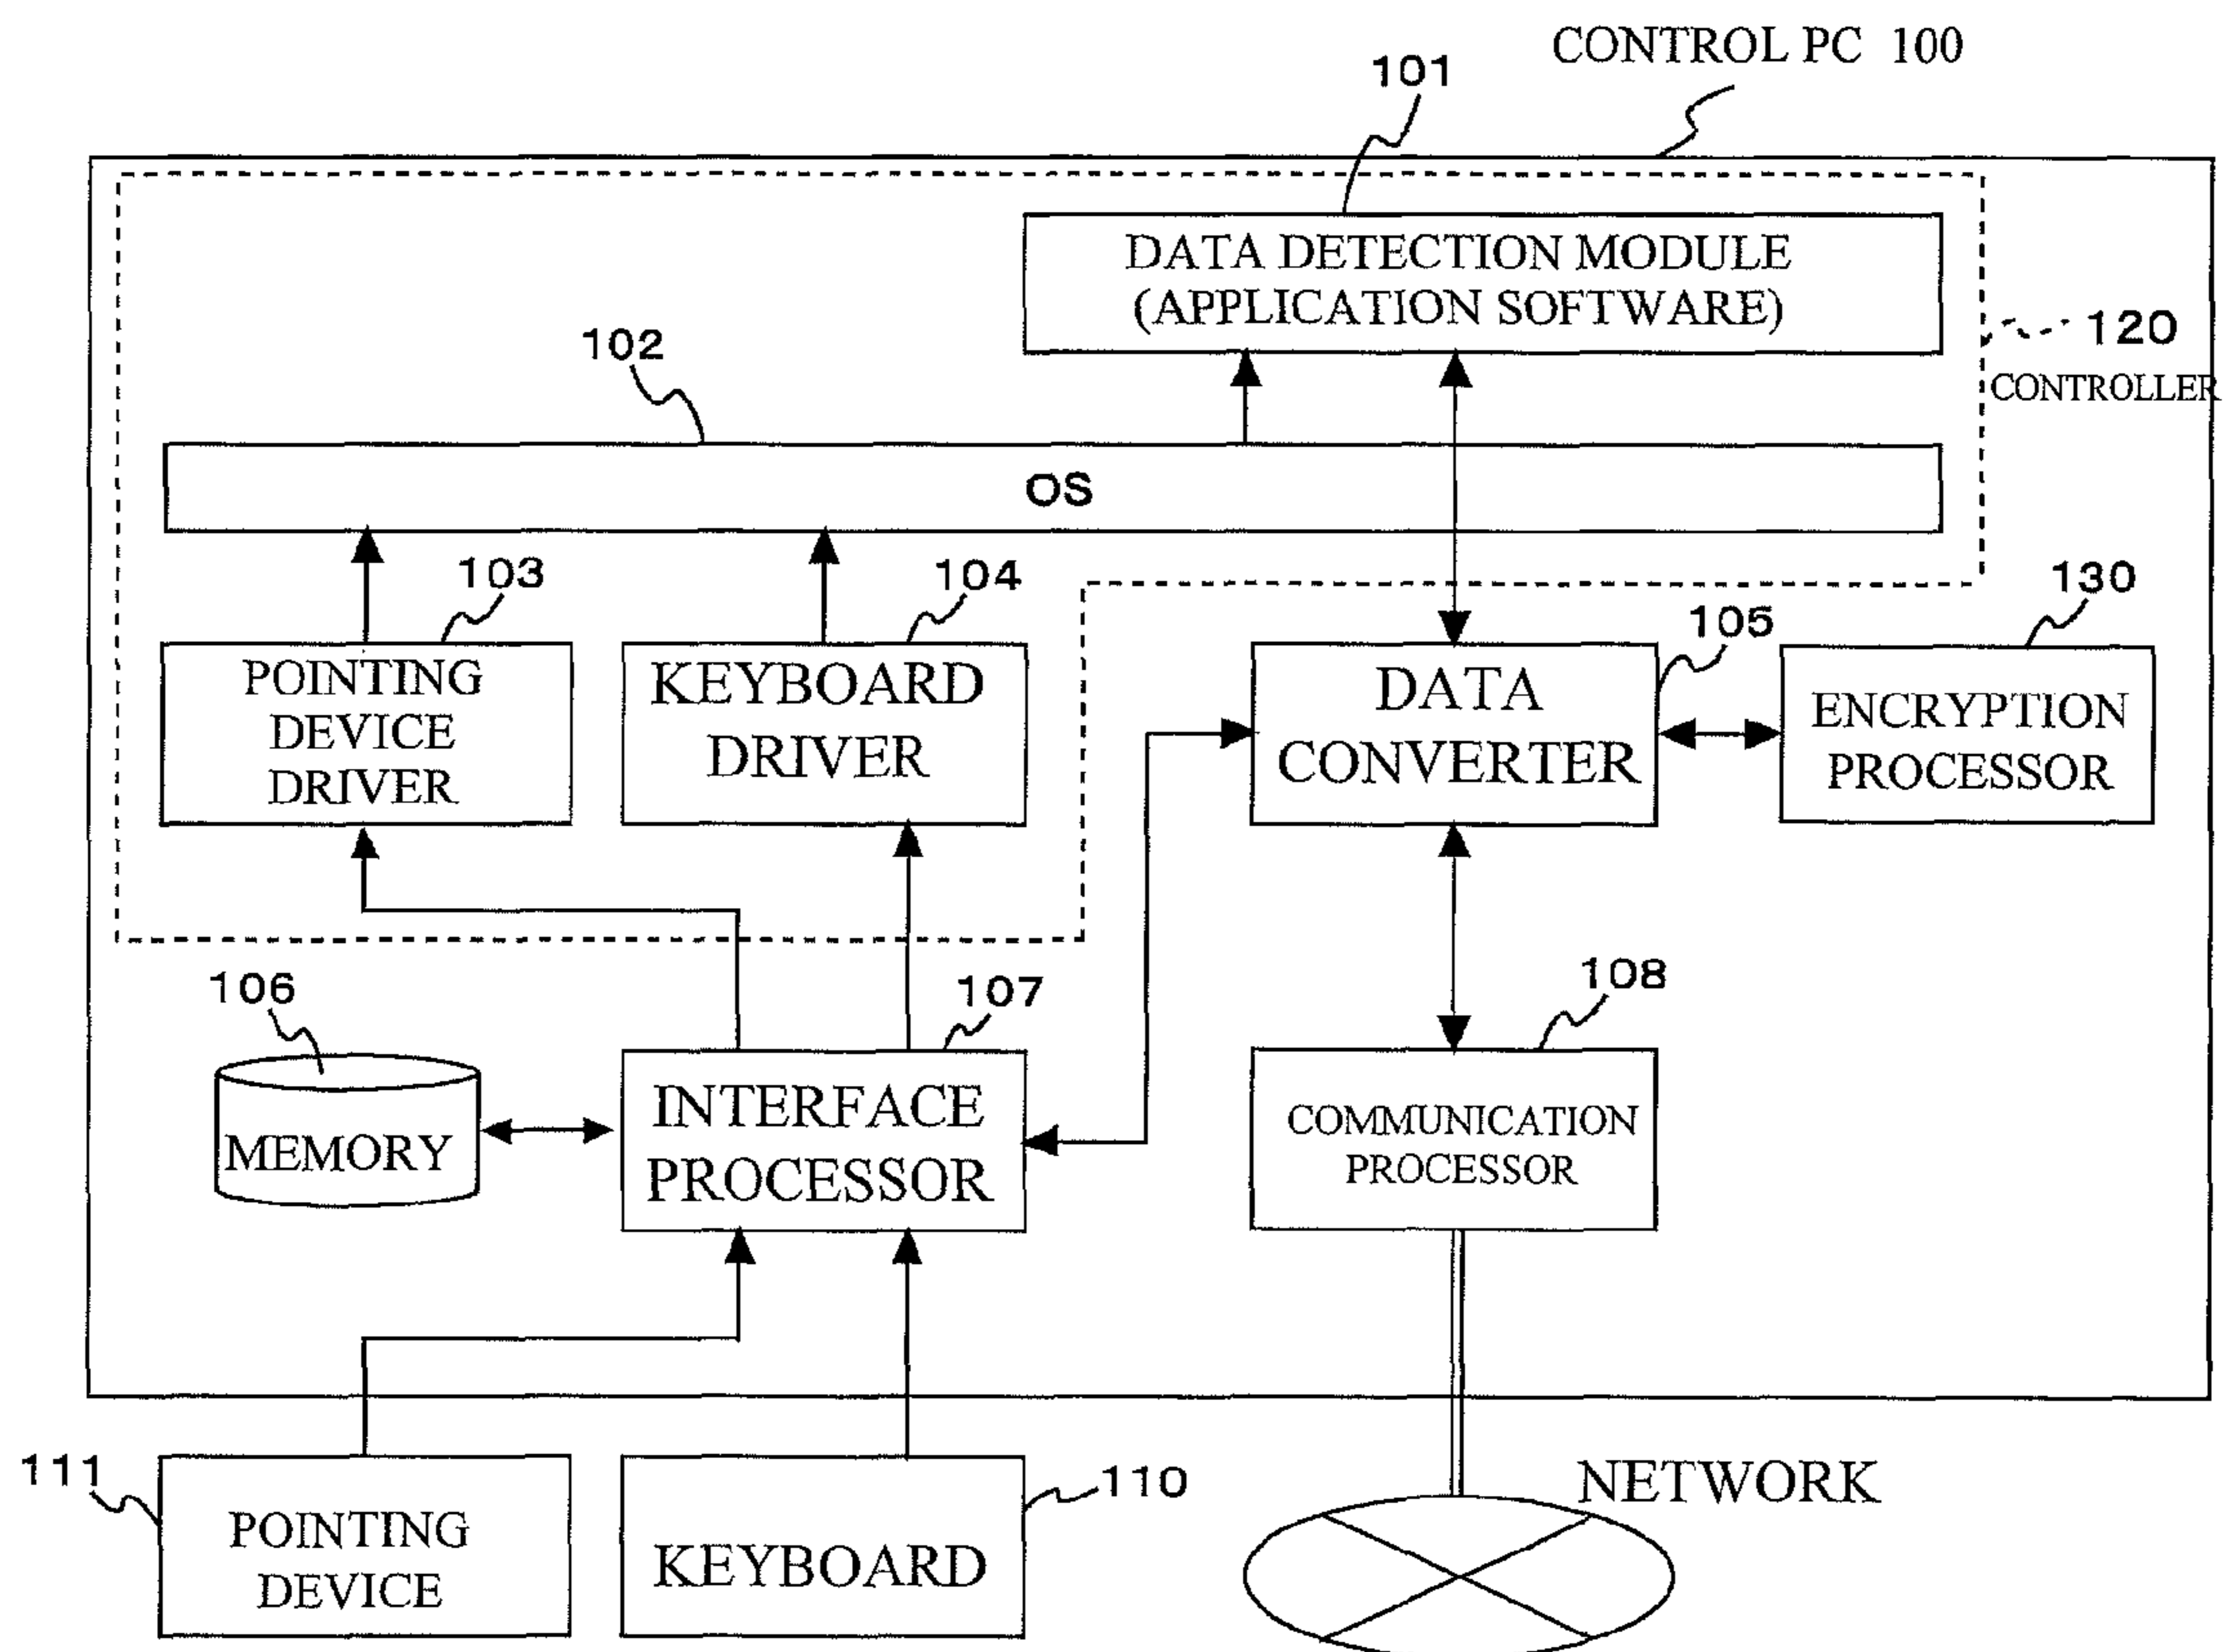 CONTROL PC 100
101
DATA DETECTION MODULE
(APPLICATION SOFTWARE)
120
CONTROLLER
102
OS
103
104
105
130
POINTING
DEVICE
DRIVER
KEYBOARD
DRIVER
DATA
CONVERTER
ENCRYPTION
PROCESSOR
106
107
108
MEMORY
INTERFACE
PROCESSOR
COMMUNICATION
PROCESSOR
111
POINTING
DEVICE
KEYBOARD
110
NETWORK